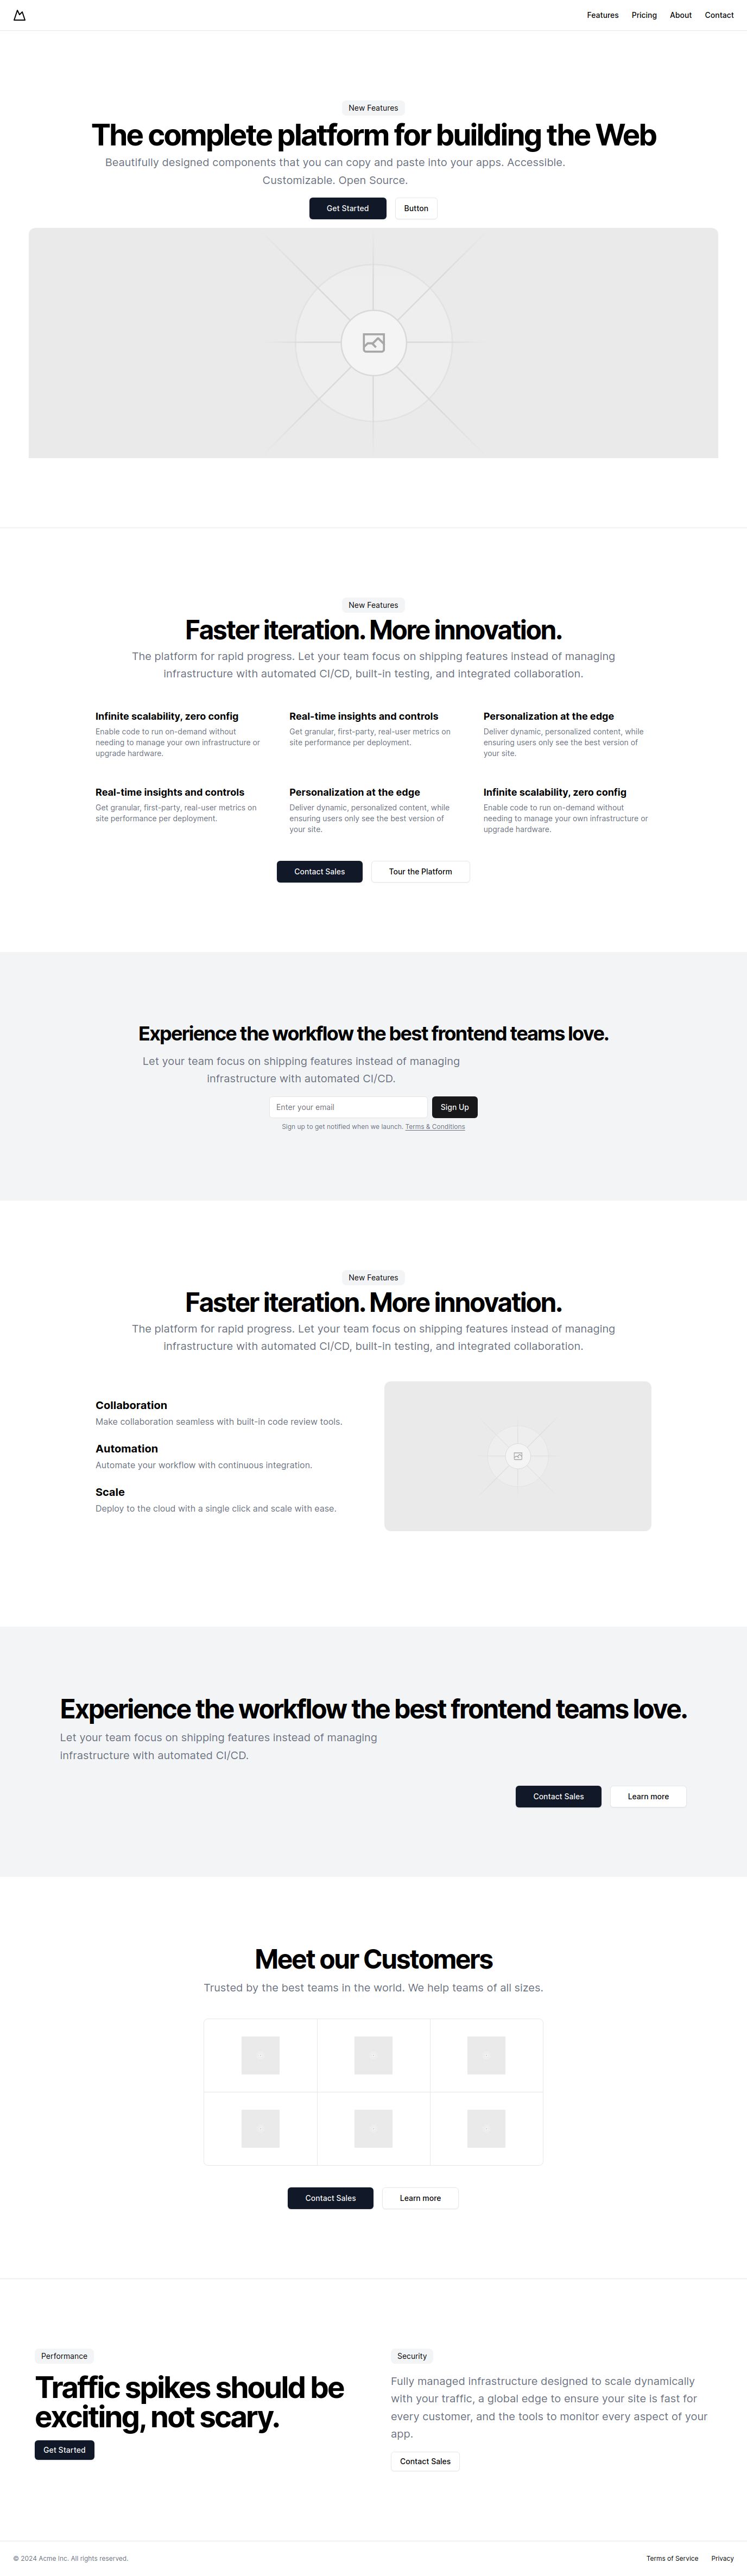 Features Pricing About Contact
New Features
The complete platform for building the Web
Beautifully designed components that you can copy and paste into your apps. Accessible.
Customizable. Open Source.
Get Started Button
New Features
Faster iteration. More innovation.
The platform for rapid progress. Let your team focus on shipping features instead of managing
infrastructure with automated CI/CD, built-in testing, and integrated collaboration.
Infinite scalability, zero config
Enable code to run on-demand without
needing to manage your own infrastructure or
upgrade hardware.
Real-time insights and controls
Get granular, first-party, real-user metrics on
site performance per deployment.
Personalization at the edge
Deliver dynamic, personalized content, while
ensuring users only see the best version of
your site.
Real-time insights and controls
Get granular, first-party, real-user metrics on
site performance per deployment.
Personalization at the edge
Deliver dynamic, personalized content, while
ensuring users only see the best version of
your site.
Infinite scalability, zero config
Enable code to run on-demand without
needing to manage your own infrastructure or
upgrade hardware.
Contact Sales Tour the Platform
Experience the workflow the best frontend teams love.
Let your team focus on shipping features instead of managing
infrastructure with automated CI/CD.
Enter your email Sign Up
Sign up to get notified when we launch. Terms & Conditions
New Features
Faster iteration. More innovation.
The platform for rapid progress. Let your team focus on shipping features instead of managing
infrastructure with automated CI/CD, built-in testing, and integrated collaboration.
Collaboration
Make collaboration seamless with built-in code review tools.
Automation
Automate your workflow with continuous integration.
Scale
Deploy to the cloud with a single click and scale with ease.
Experience the workflow the best frontend teams love.
Let your team focus on shipping features instead of managing
infrastructure with automated CI/CD.
Contact Sales Learn more
Meet our Customers
Trusted by the best teams in the world. We help teams of all sizes.
Contact Sales Learn more
Performance
Traffic spikes should be
exciting, not scary.
Get Started
Security
Fully managed infrastructure designed to scale dynamically
with your traffic, a global edge to ensure your site is fast for
every customer, and the tools to monitor every aspect of your
app.
Contact Sales
© 2024 Acme Inc. All rights reserved.
Terms of Service Privacy